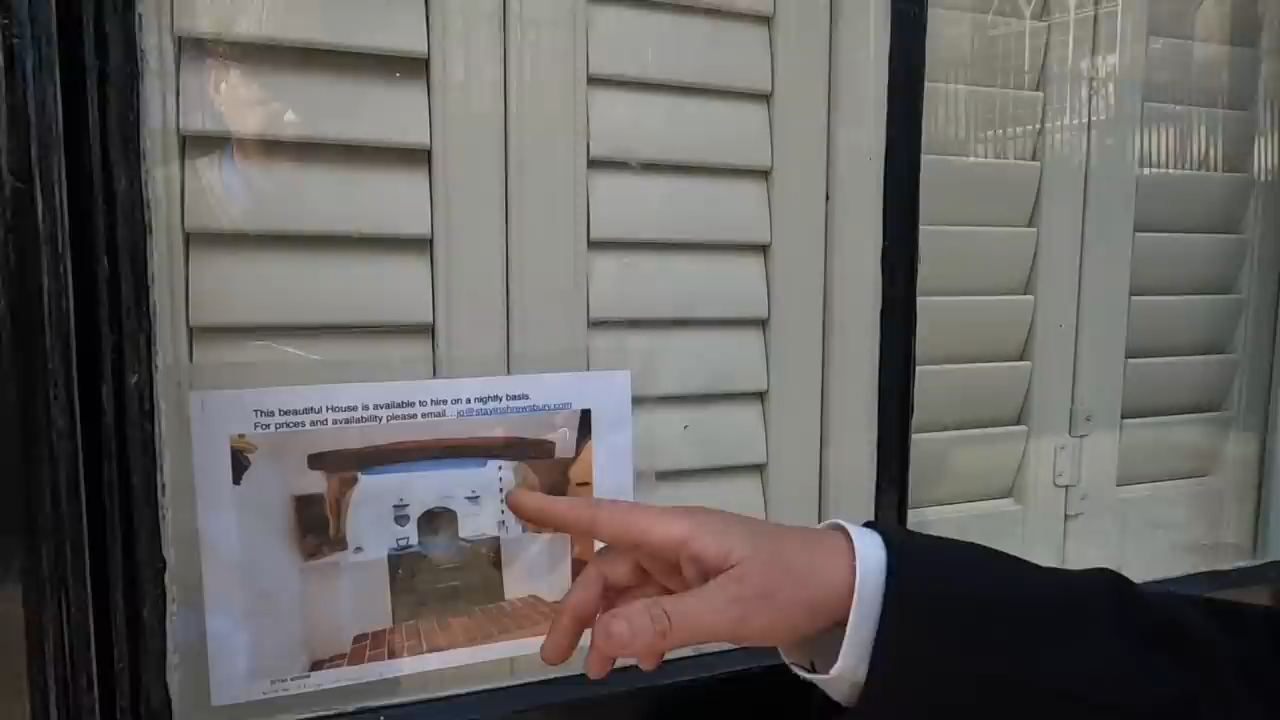 This beautiful House is available to hire on a nightly basis.
For prices and availability please email...jo@stayinshrewsbury.com